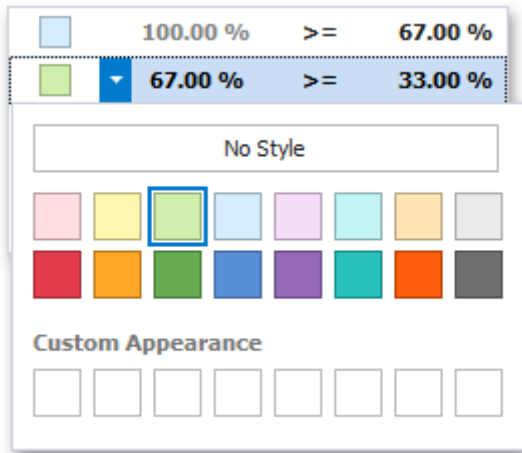 100.00 % >= 67.00 %
67.00 % >= 33.00 %
No Style
Custom Appearance